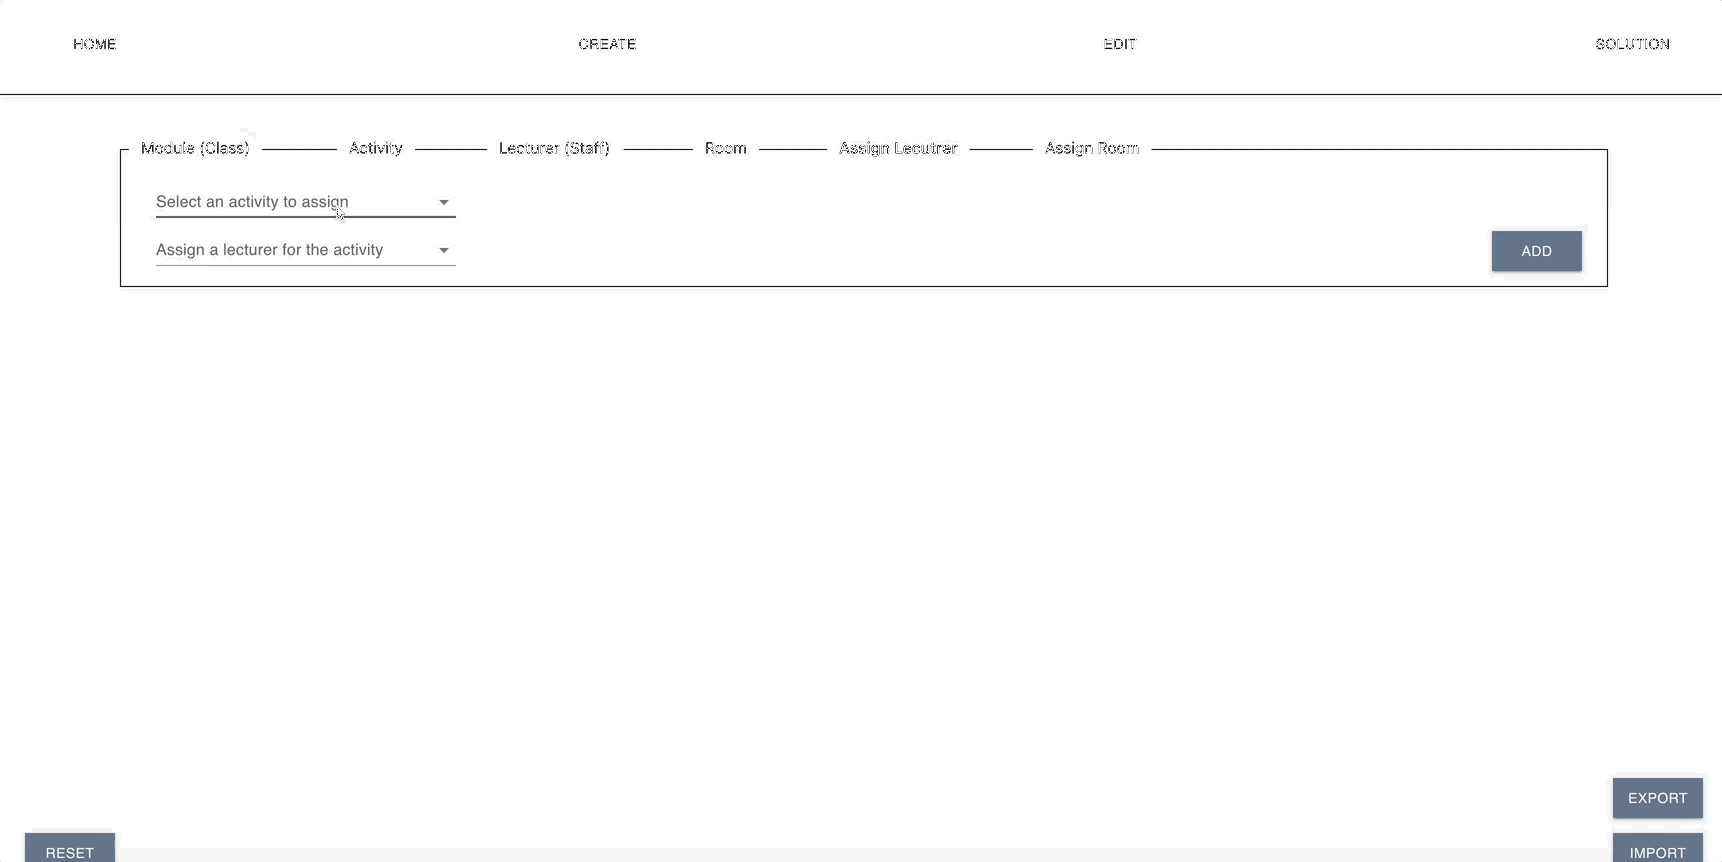 HOME CREATE EDIT SOLUTION
Module (Class) Activity Lecturer (Staff) Room Assign Lecutrer Assign Room
Select an activity to assign
Assign a lecturer for the activity
ADD
EXPORT
RESET IMPORT